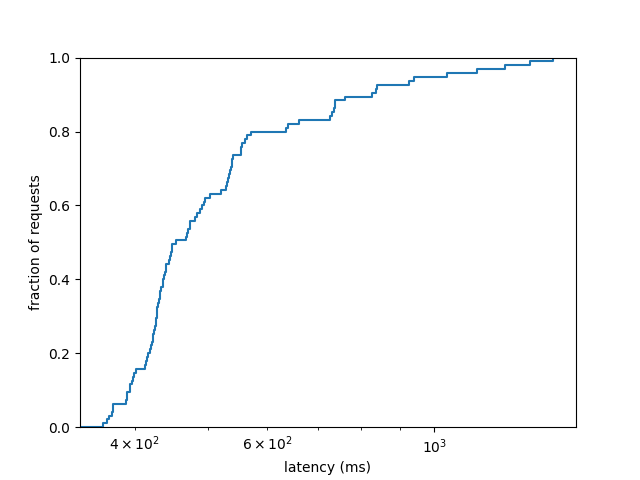 1.0
0.8
0.6
0.4
0.2
0.0
fraction of requests
4 × 10²
6 × 10²
10³
latency (ms)